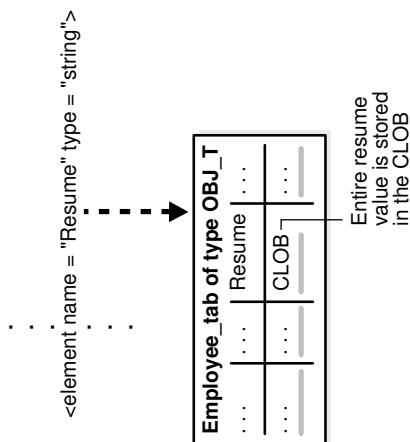 . . . . . .
<element name = "Resume" type = "string">
Employee_tab of type OBJ_T
... ... Resume ...
... ... CLOB ...
Entire resume
value is stored
in the CLOB